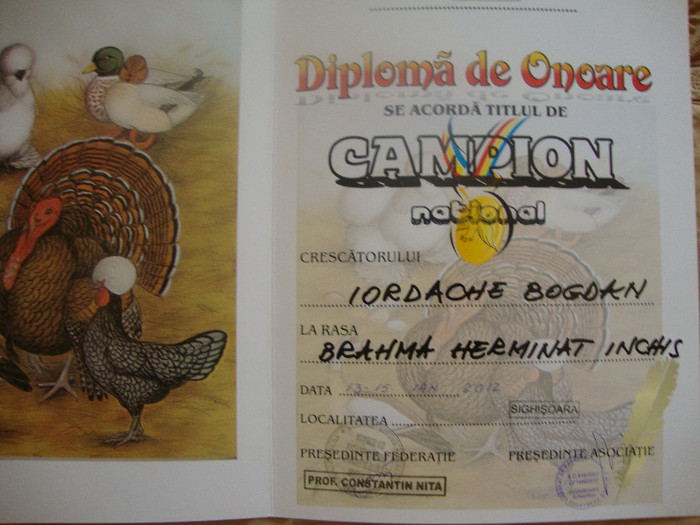 Diplomă de Onoare
SE ACORDĂ TITLUL DE
CAMPION
național
CRESCĂTORULUI
IORDACHE BOGDAN
LA RASA
BRAHMA HERMINAT INCHIS
DATA 13-15 IAN 2012
LOCALITATEA SIGHIȘOARA
PREȘEDINTE FEDERAȚIE PREȘEDINTE ASOCIAȚIE
PROF. CONSTANTIN NITA